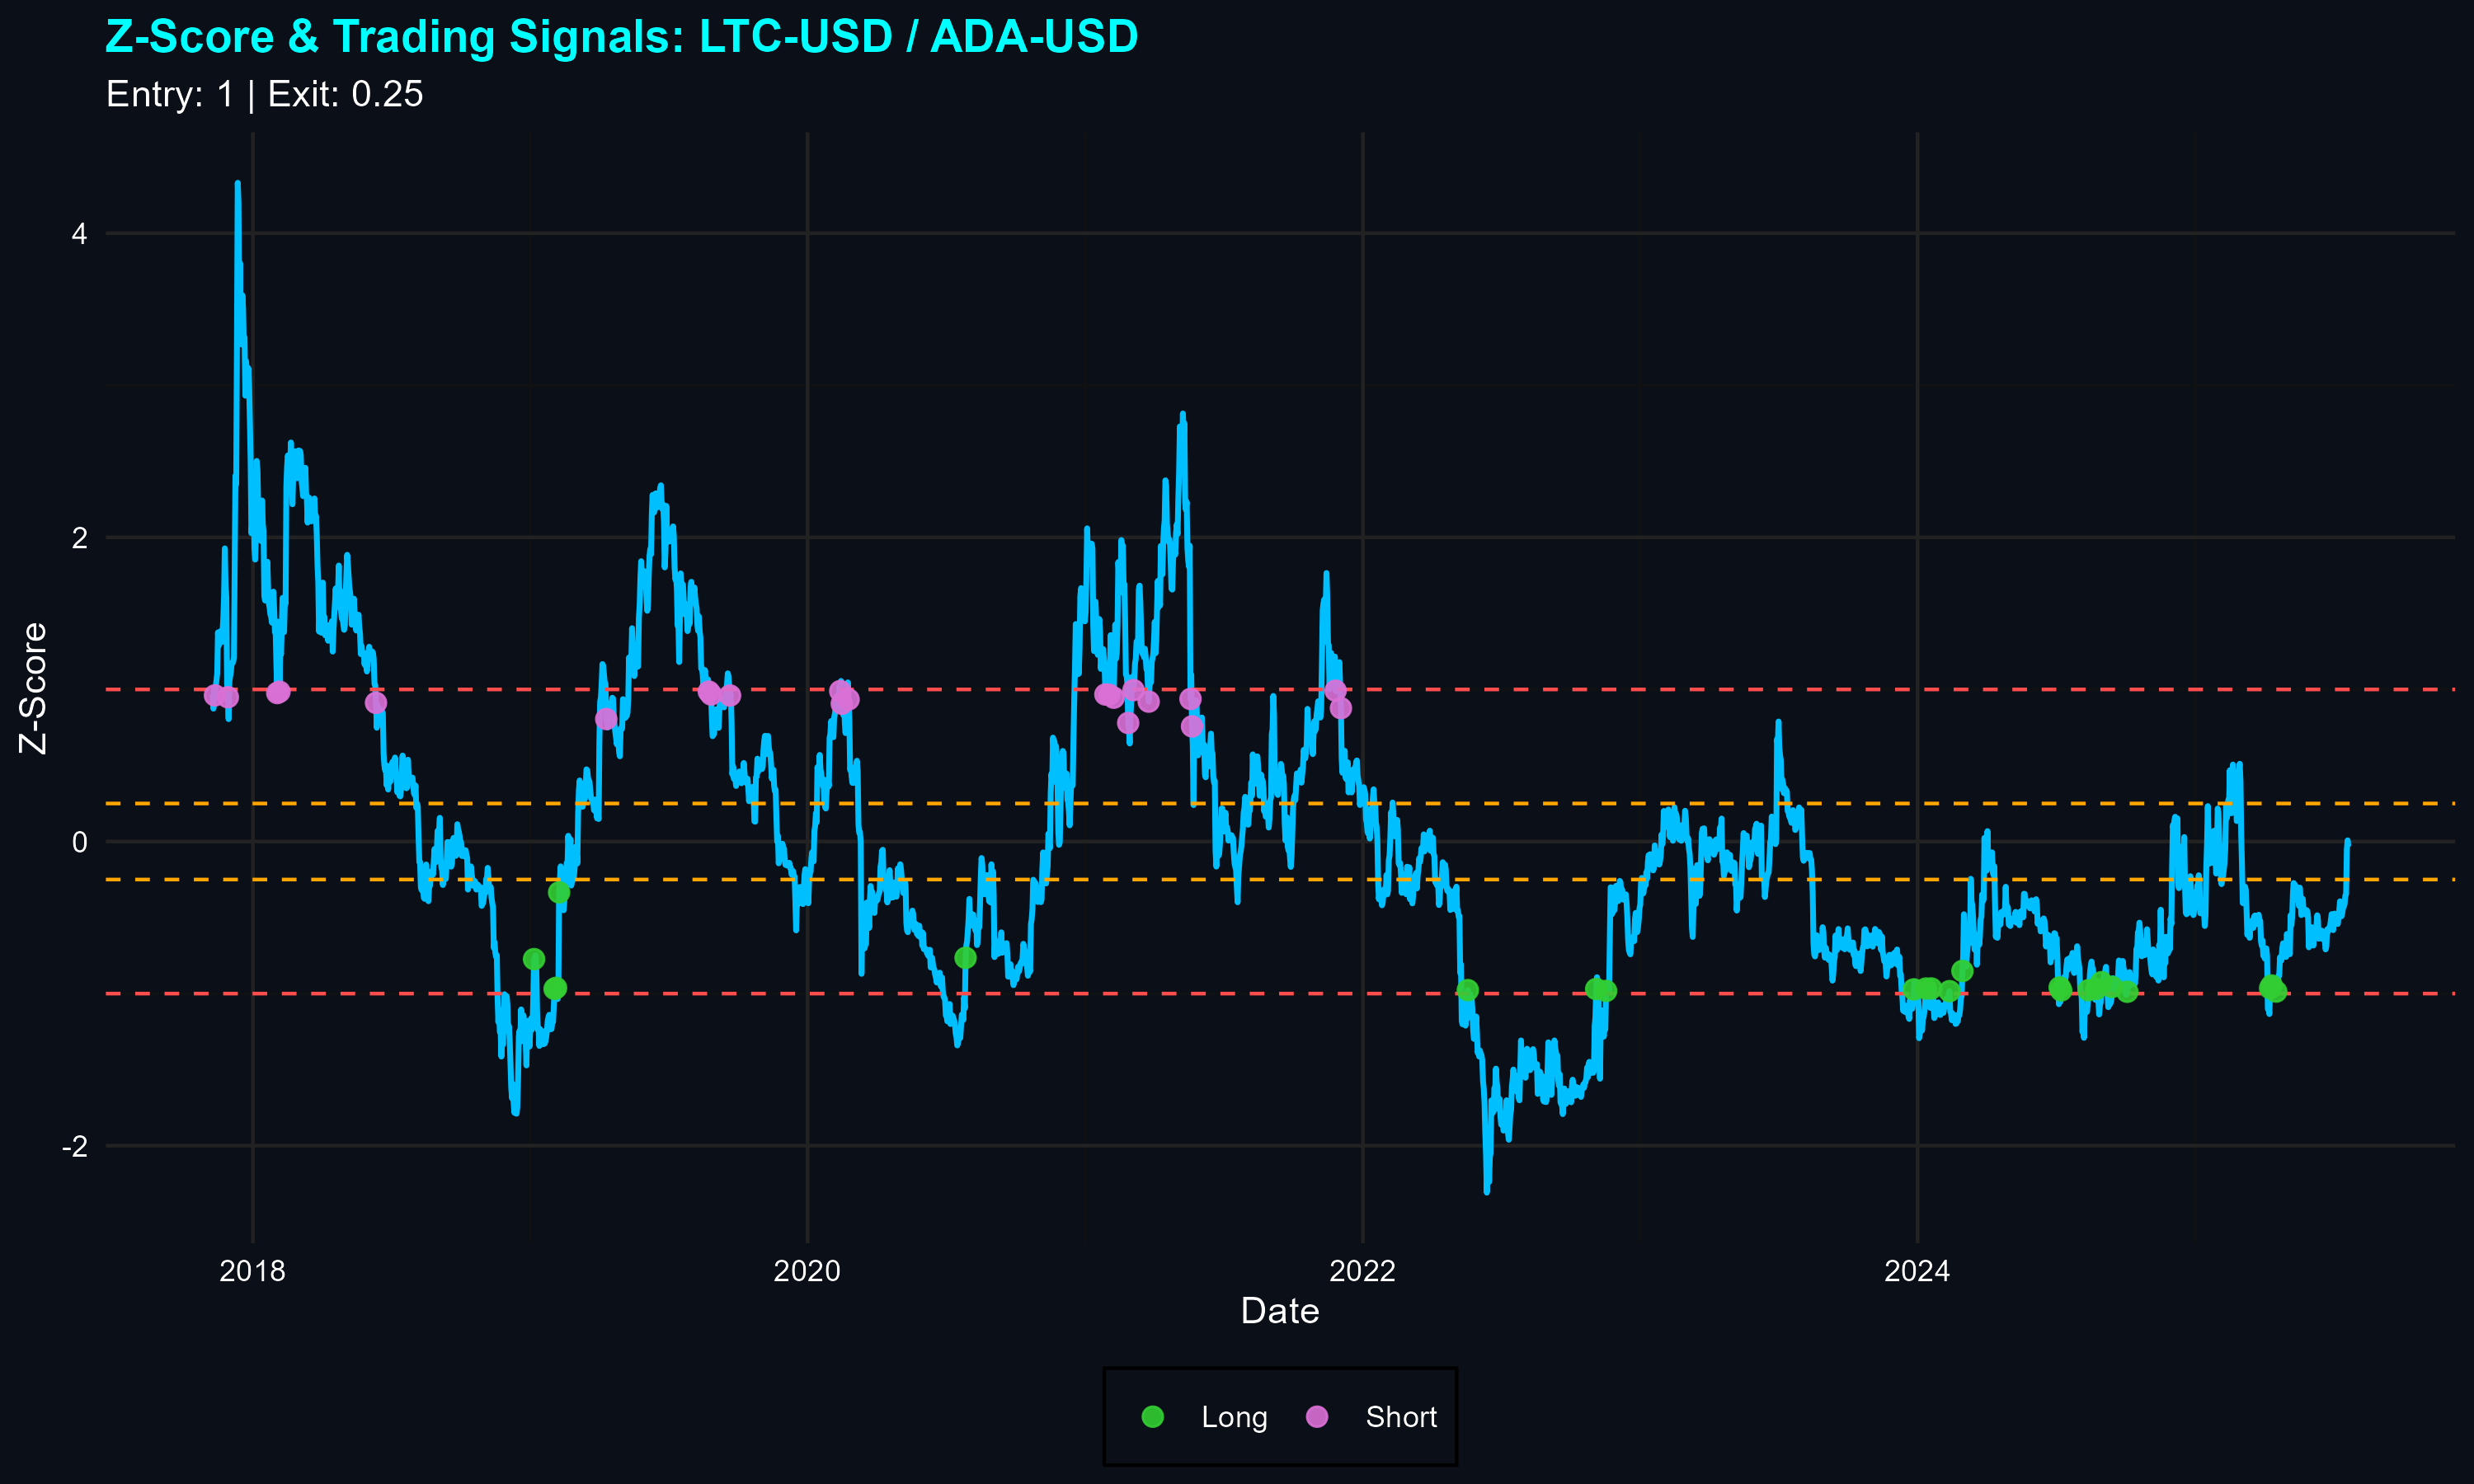 Z-Score & Trading Signals: LTC-USD / ADA-USD
Entry: 1 | Exit: 0.25
Z-Score
4
2
0
-2
2018 2020 2022 2024
Date
Long Short